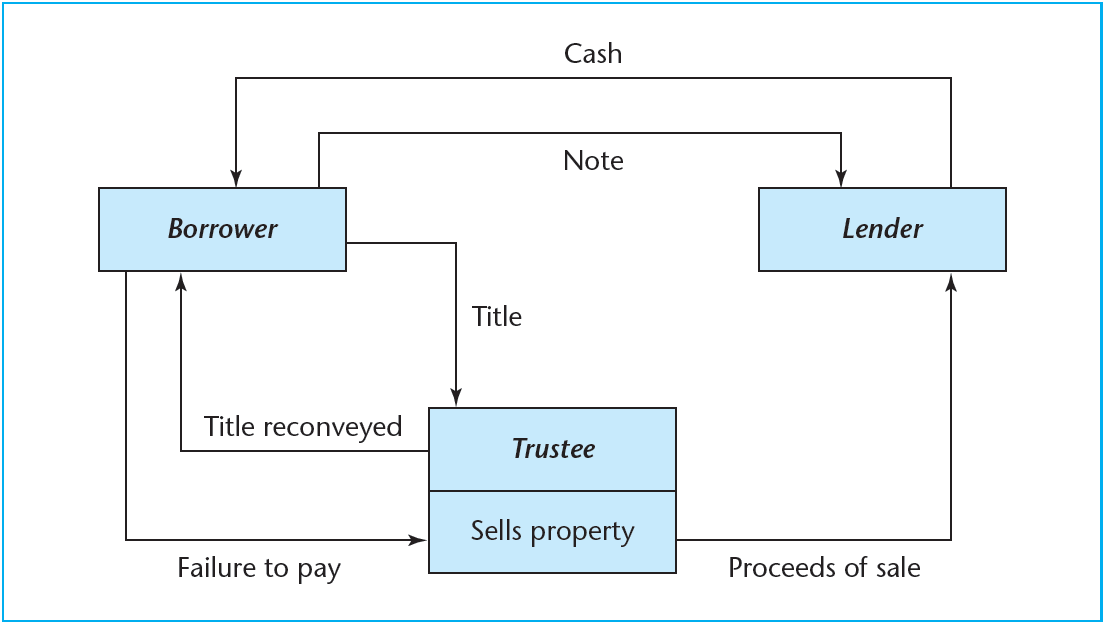 Cash
Note
Borrower
Lender
Title
Title reconveyed
Trustee
Sells property
Failure to pay
Proceeds of sale